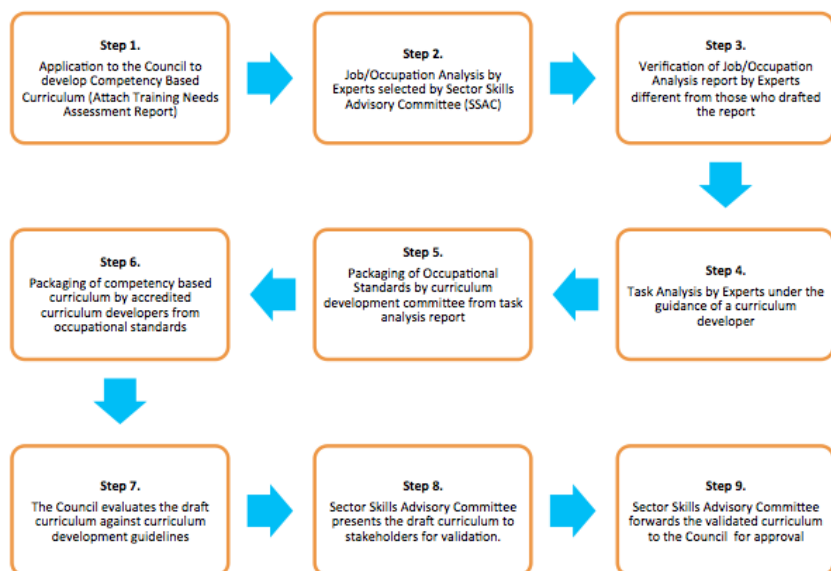 Step 1.
Application to the Council to
develop Competency Based
Curriculum (Attach Training Needs
Assessment Report)
Step 2.
Job/Occupation Analysis by
Experts selected by Sector Skills
Advisory Committee (SSAC)
Step 3.
Verification of Job/Occupation
Analysis report by Experts
different from those who drafted
the report
Step 4.
Task Analysis by Experts under the
guidance of a curriculum
developer
Step 5.
Packaging of Occupational
Standards by curriculum
development committee from task
analysis report
Step 6.
Packaging of competency based
curriculum by accredited
curriculum developers from
occupational standards
Step 7.
The Council evaluates the draft
curriculum against curriculum
development guidelines
Step 8.
Sector Skills Advisory Committee
presents the draft curriculum to
stakeholders for validation.
Step 9.
Sector Skills Advisory Committee
forwards the validated curriculum
to the Council for approval